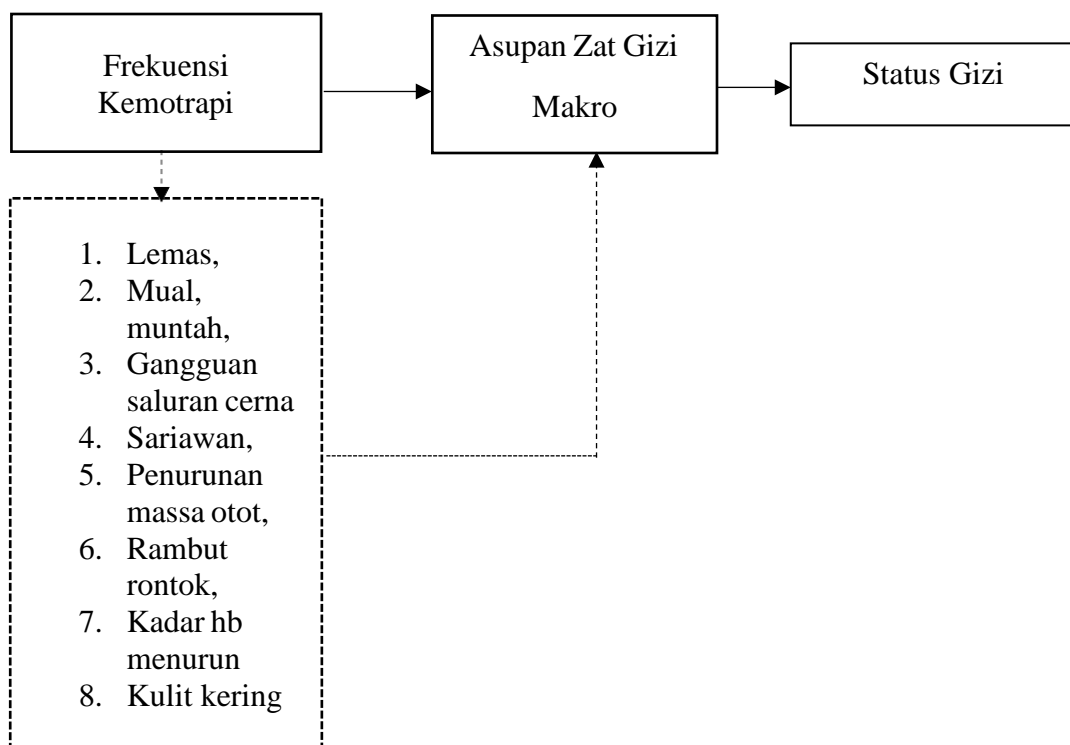 Frekuensi
Kemotrapi
Asupan Zat Gizi
Makro
Status Gizi
1. Lemas,
2. Mual,
muntah,
3. Gangguan
saluran cerna
4. Sariawan,
5. Penurunan
massa otot,
6. Rambut
rontok,
7. Kadar hb
menurun
8. Kulit kering